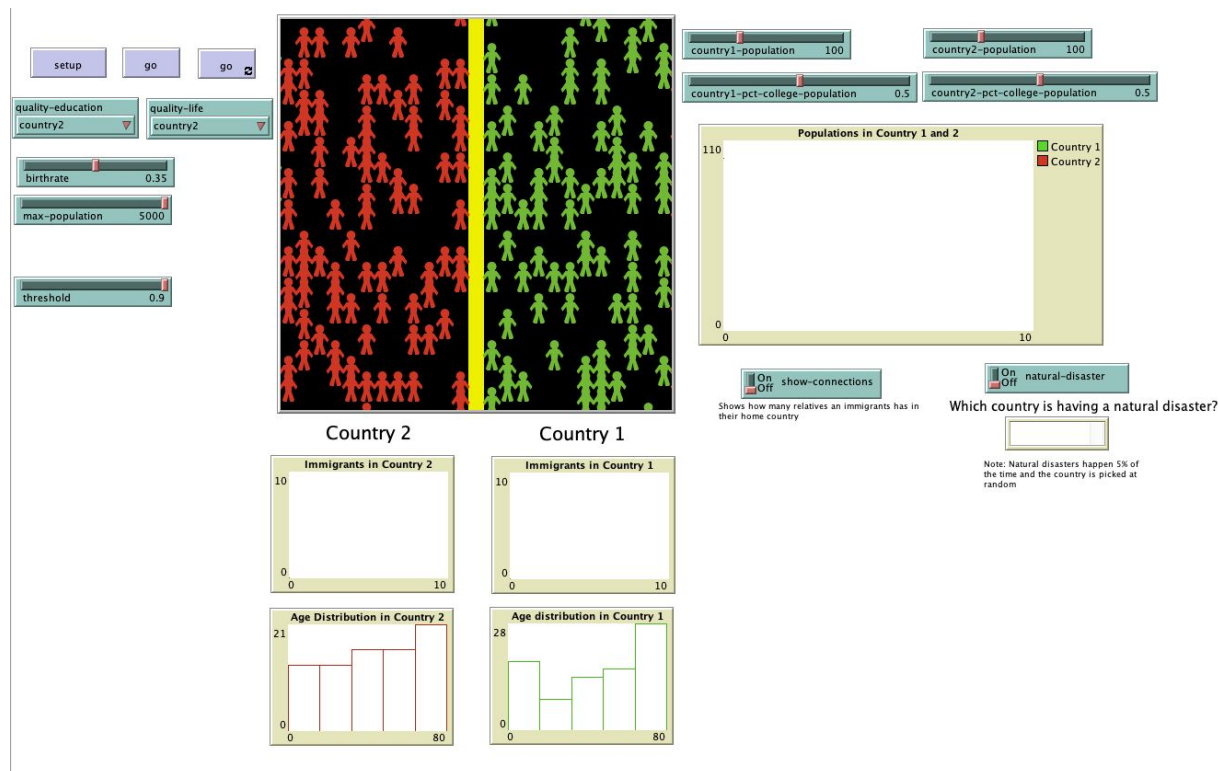 setup
go
go
quality-education
country2
quality-life
country2
birthrate 0.35
max-population 5000
threshold 0.9
Country 2
Country 1
country1-population 100
country2-population 100
country1-pct-college-population 0.5
country2-pct-college-population 0.5
Populations in Country 1 and 2
110
0
0
10
Country 1
Country 2
On
Off
show-connections
Shows how many relatives an immigrants has in
their home country
On
Off
natural-disaster
Which country is having a natural disaster?
Note: Natural disasters happen 5% of
the time and the country is picked at
random
Immigrants in Country 2
10
0
0
10
Immigrants in Country 1
10
0
0
10
Age Distribution in Country 2
21
0
0
80
Age distribution in Country 1
28
0
0
80